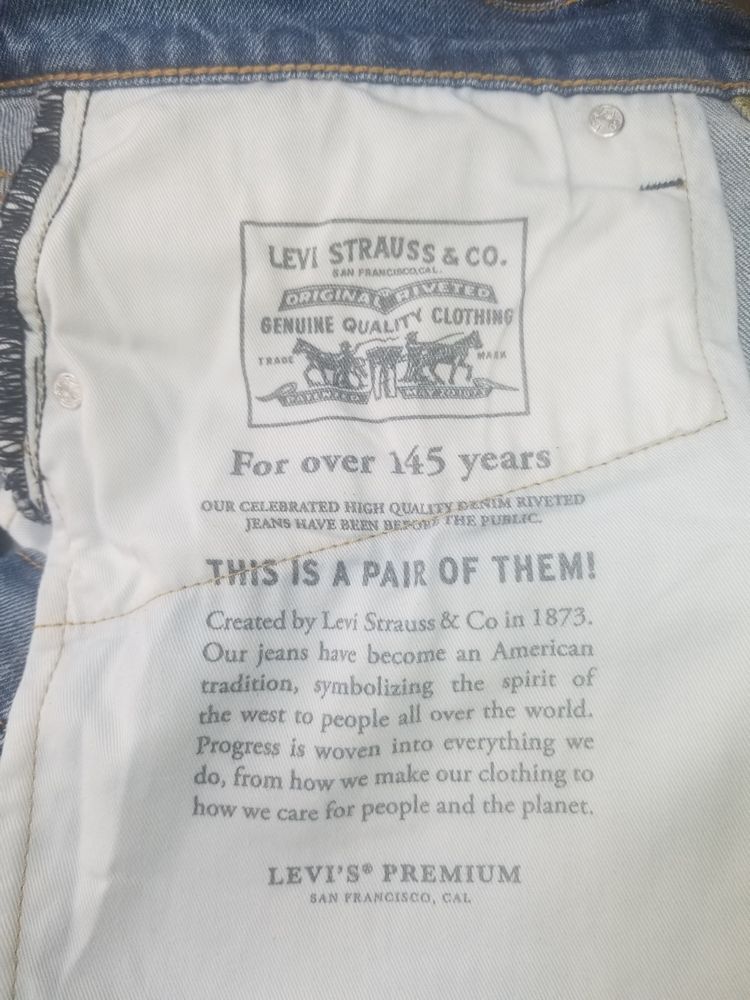 LEVI STRAUSS & CO.
SAN FRANCISCO, CAL.
ORIGINAL RIVETED
GENUINE QUALITY CLOTHING
TRADE MARK
For over 145 years
OUR CELEBRATED HIGH QUALITY DENIM RIVETED
JEANS HAVE BEEN BEFORE THE PUBLIC.
THIS IS A PAIR OF THEM!
Created by Levi Strauss & Co in 1873.
Our jeans have become an American
tradition, symbolizing the spirit of
the west to people all over the world.
Progress is woven into everything we
do, from how we make our clothing to
how we care for people and the planet.
LEVI'S® PREMIUM
SAN FRANCISCO, CAL